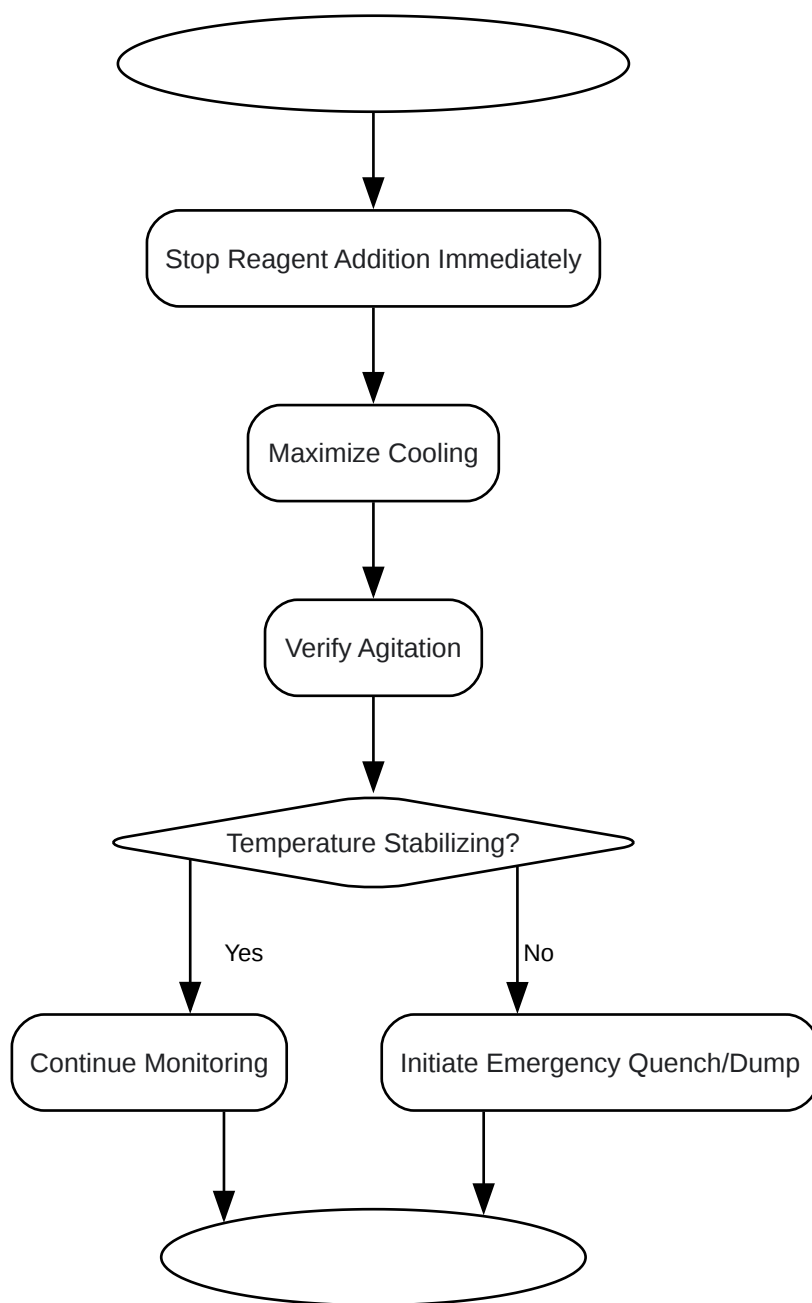 Stop Reagent Addition Immediately
Maximize Cooling
Verify Agitation
Temperature Stabilizing?
Yes
No
Continue Monitoring
Initiate Emergency Quench/Dump